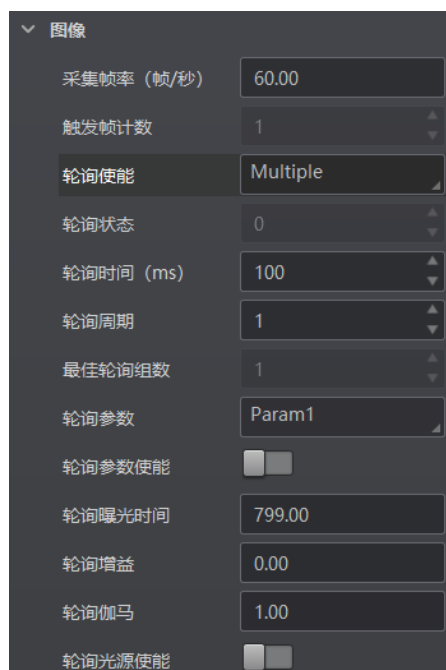 图像
采集帧率（帧/秒） 60.00
触发帧计数 1
轮询使能 Multiple
轮询状态 0
轮询时间（ms） 100
轮询周期 1
最佳轮询组数 1
轮询参数 Param1
轮询参数使能
轮询曝光时间 799.00
轮询增益 0.00
轮询伽马 1.00
轮询光源使能